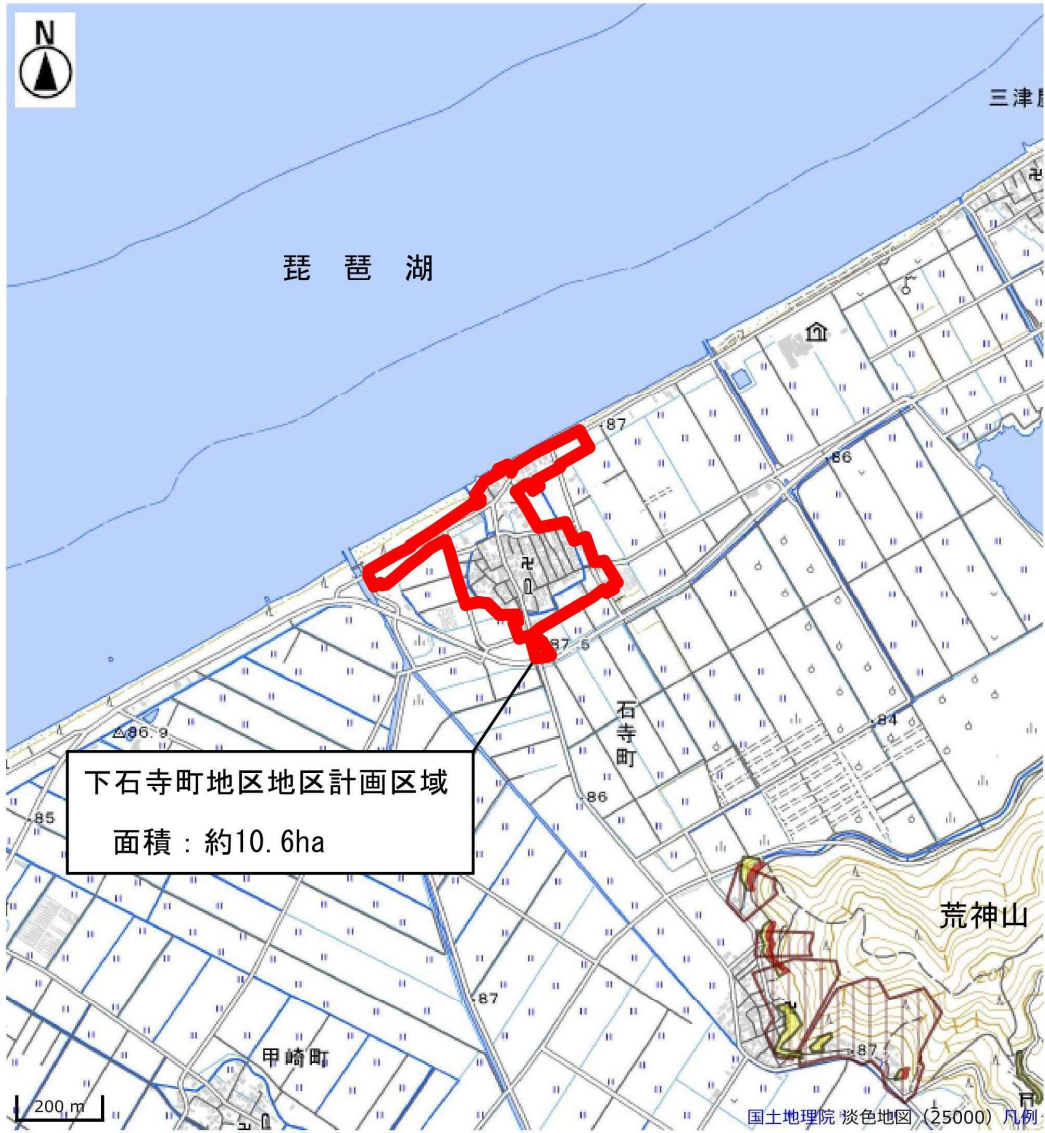 N
三津
琵琶湖
87
86
87.5
石寺町
84
86.9
下石寺町地区地区計画区域
面積：約10.6ha
85
86
荒神山
87
87
甲崎町
200 m
国土地理院 淡色地図（25000）凡例